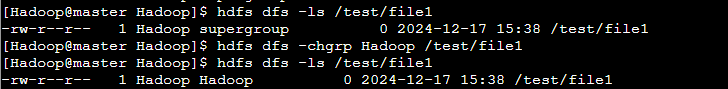 [Hadoop@master Hadoop]$ hdfs dfs -ls /test/file1
-rw-r--r--   1 Hadoop supergroup          0 2024-12-17 15:38 /test/file1
[Hadoop@master Hadoop]$ hdfs dfs -chgrp Hadoop /test/file1
[Hadoop@master Hadoop]$ hdfs dfs -ls /test/file1
-rw-r--r--   1 Hadoop Hadoop          0 2024-12-17 15:38 /test/file1